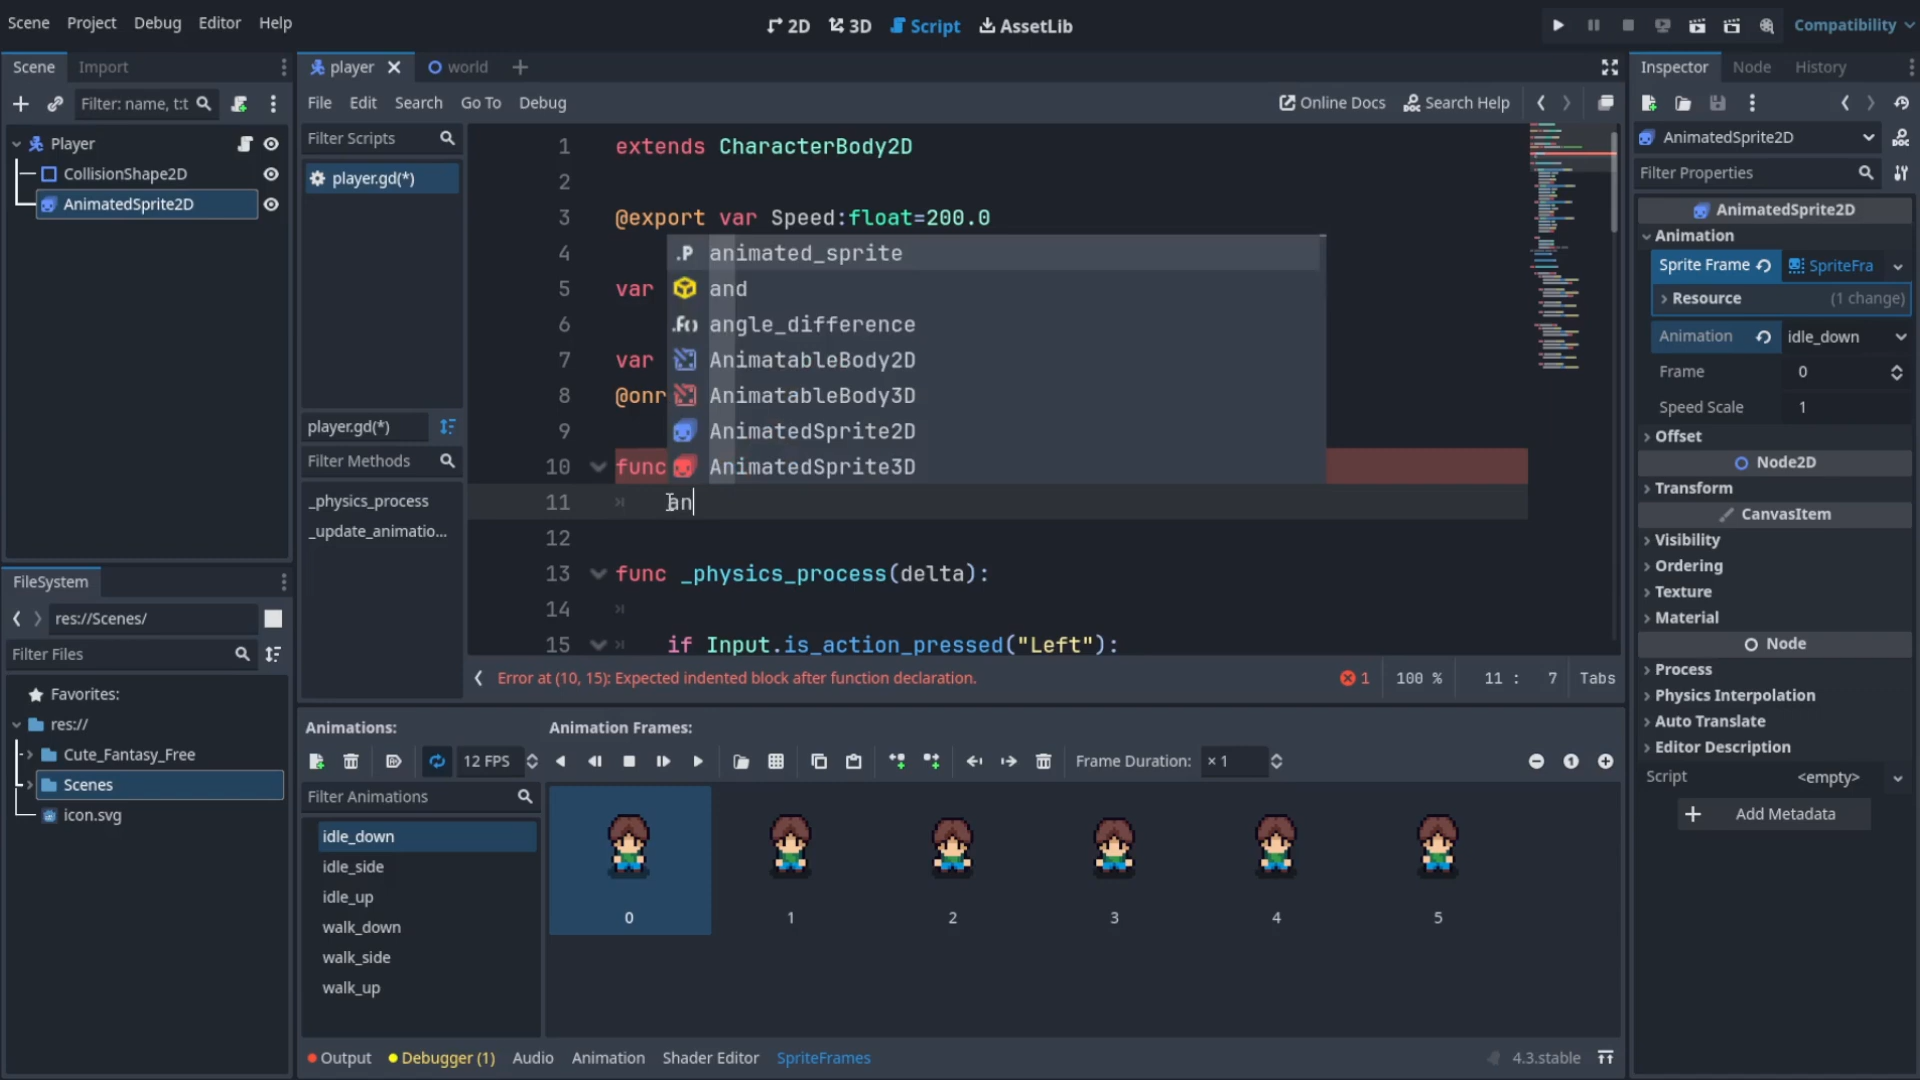 Scene Project Debug Editor Help
2D 3D Script AssetLib
Compatibility
Scene Import
Filter: name, t:t
Player
CollisionShape2D
AnimatedSprite2D
FileSystem
res://Scenes/
Filter Files
Favorites:
res://
Cute_Fantasy_Free
Scenes
icon.svg
player world
File Edit Search Go To Debug
Online Docs Search Help
Filter Scripts
player.gd(*)
player.gd(*)
Filter Methods
_physics_process
_update_animatio...
1 extends CharacterBody2D
2
3 @export var Speed:float=200.0
4
5 var
6
7 var
8 @onr
9
10 func
11 an
12
13 func _physics_process(delta):
14
15 if Input.is_action_pressed("Left"):
.P animated_sprite
and
.f() angle_difference
AnimatableBody2D
AnimatableBody3D
AnimatedSprite2D
AnimatedSprite3D
Error at (10, 15): Expected indented block after function declaration.
1 100 % 11 : 7 Tabs
Animations:
12 FPS
Filter Animations
idle_down
idle_side
idle_up
walk_down
walk_side
walk_up
Animation Frames:
Frame Duration: × 1
0 1 2 3 4 5
Output Debugger (1) Audio Animation Shader Editor SpriteFrames
4.3.stable
Inspector Node History
AnimatedSprite2D
Filter Properties
AnimatedSprite2D
Animation
Sprite Frame SpriteFra
Resource (1 change)
Animation idle_down
Frame 0
Speed Scale 1
Offset
Node2D
Transform
CanvasItem
Visibility
Ordering
Texture
Material
Node
Process
Physics Interpolation
Auto Translate
Editor Description
Script <empty>
Add Metadata